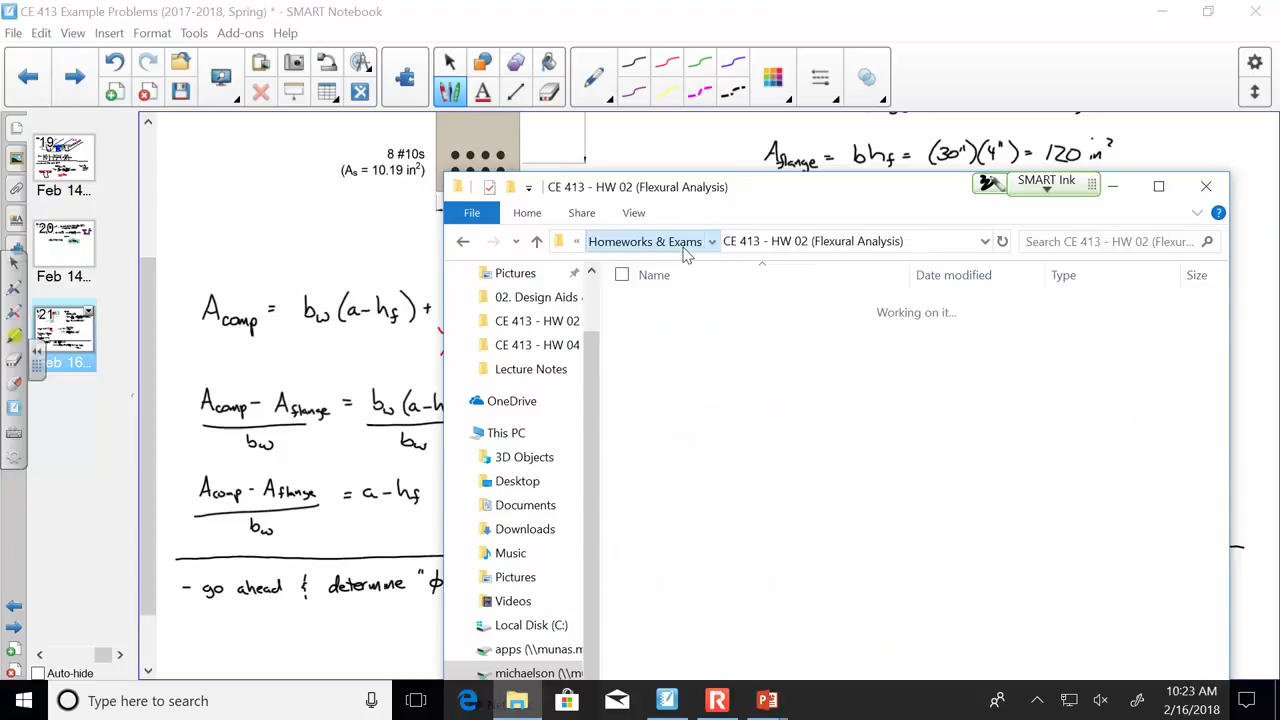 CE 413 Example Problems (2017-2018, Spring) * - SMART Notebook
File Edit View Insert Format Tools Add-ons Help
19
Feb 14...
20
Feb 14...
21
Feb 16...
Auto-hide
8 #10s
(As = 10.19 in²)
A_flange = bhf = (30")(4") = 120 in²
Acomp = bw (a-hf) +
Acomp - Aflange = bw (a-h
bw bw
Acomp - Aflange = a - hf
bw
- go ahead & determine "ϕ
CE 413 - HW 02 (Flexural Analysis)
SMART Ink
File Home Share View
« Homeworks & Exams CE 413 - HW 02 (Flexural Analysis) Search CE 413 - HW 02 (Flexur...
Name Date modified Type Size
Working on it...
Pictures
02. Design Aids
CE 413 - HW 02
CE 413 - HW 04
Lecture Notes
OneDrive
This PC
3D Objects
Desktop
Documents
Downloads
Music
Pictures
Videos
Local Disk (C:)
apps (\\munas.m
michaelson (\\m
Type here to search
10:23 AM
2/16/2018